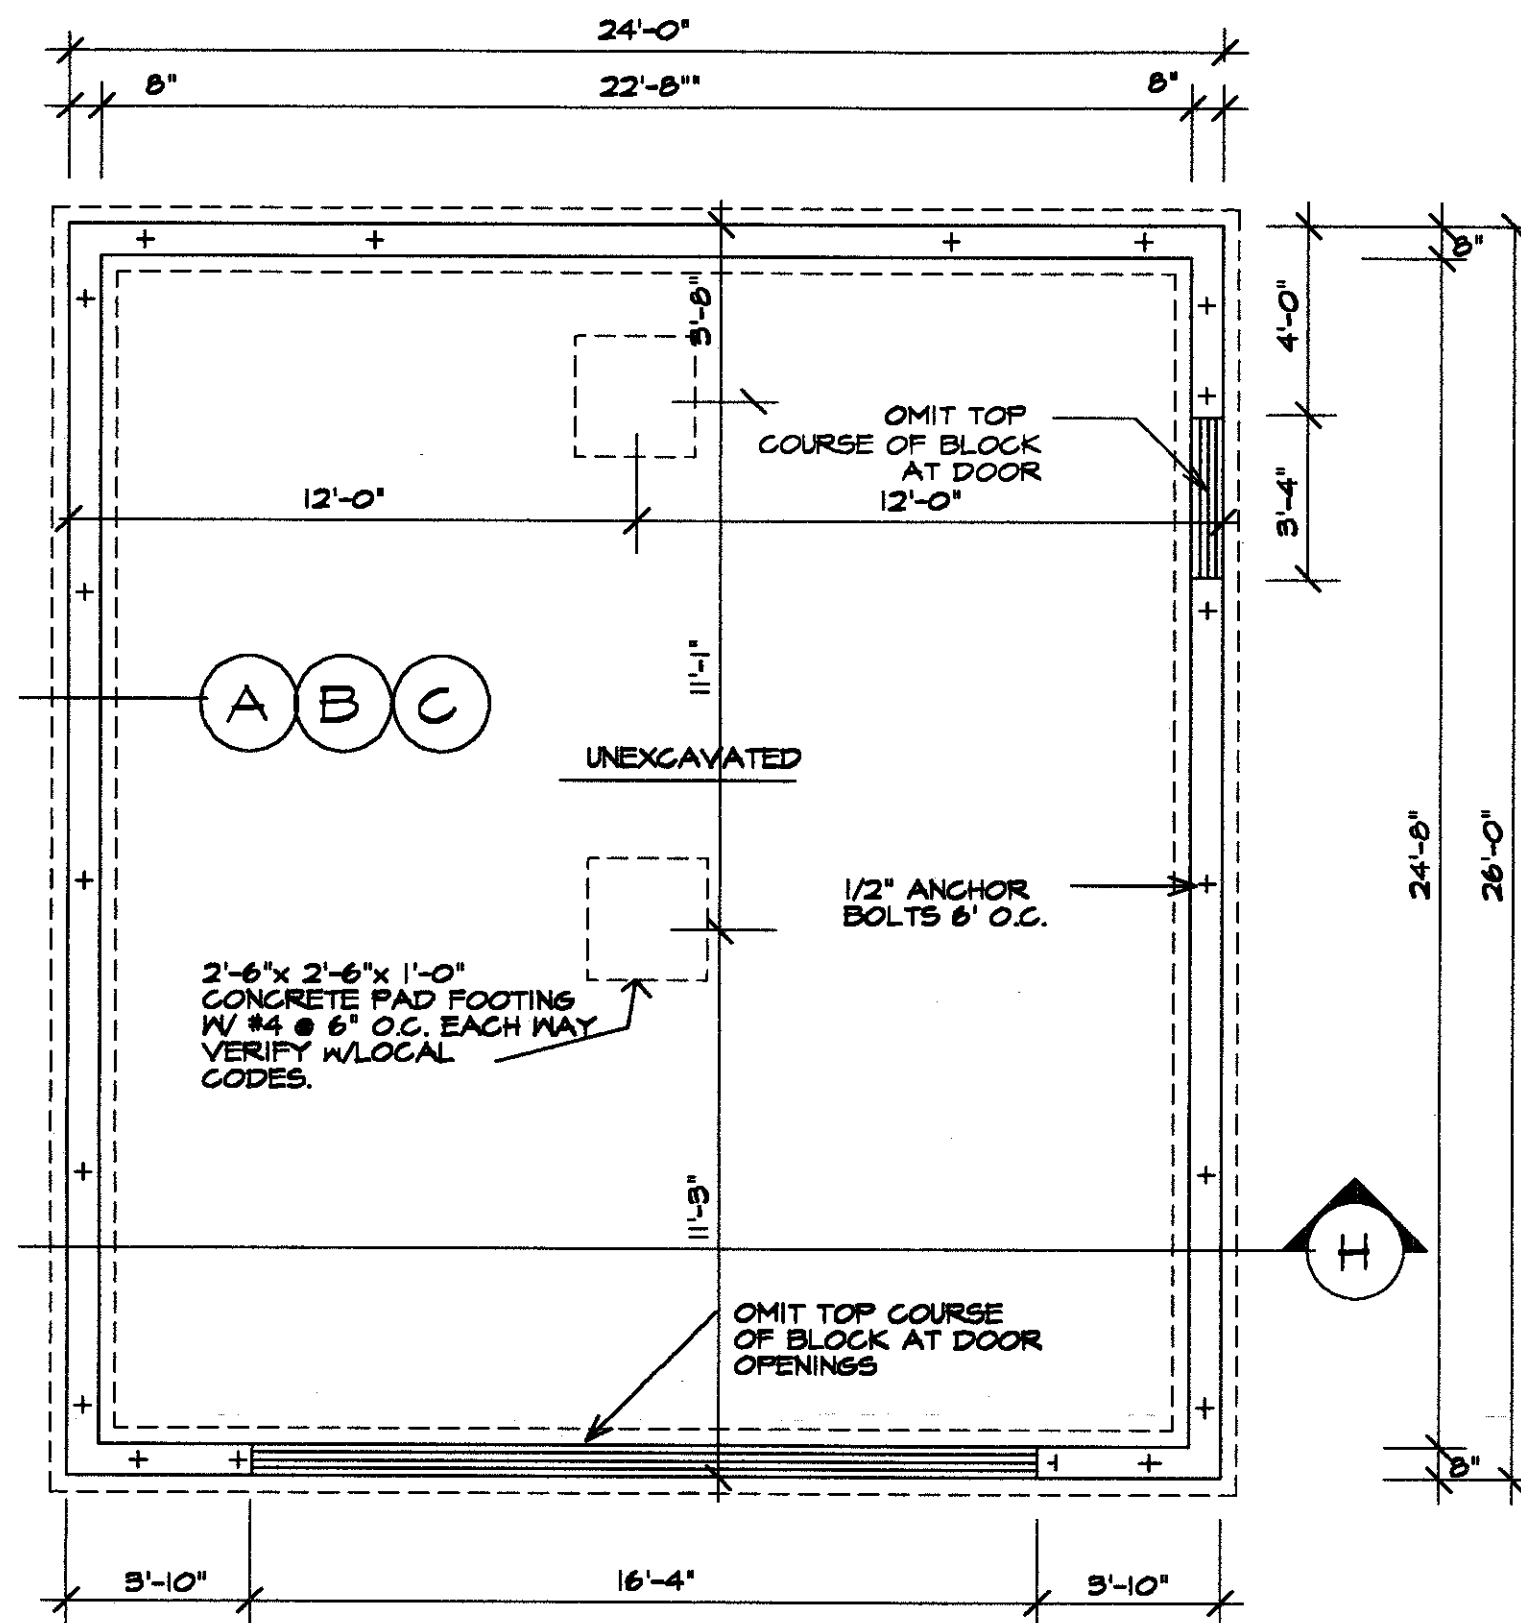 24'-0"
8"
22'-8""
8"
8"
3'-8"
4'-0"
OMIT TOP
COURSE OF BLOCK
AT DOOR
12'-0"
12'-0"
3'-4"
11'-1"
A B C
UNEXCAVATED
24'-8"
26'-0"
1/2" ANCHOR
BOLTS 6' O.C.
2'-6"x 2'-6"x 1'-0"
CONCRETE PAD FOOTING
W/ #4 @ 6" O.C. EACH WAY
VERIFY W/LOCAL
CODES.
11'-3"
H
OMIT TOP COURSE
OF BLOCK AT DOOR
OPENINGS
8"
3'-10"
16'-4"
3'-10"